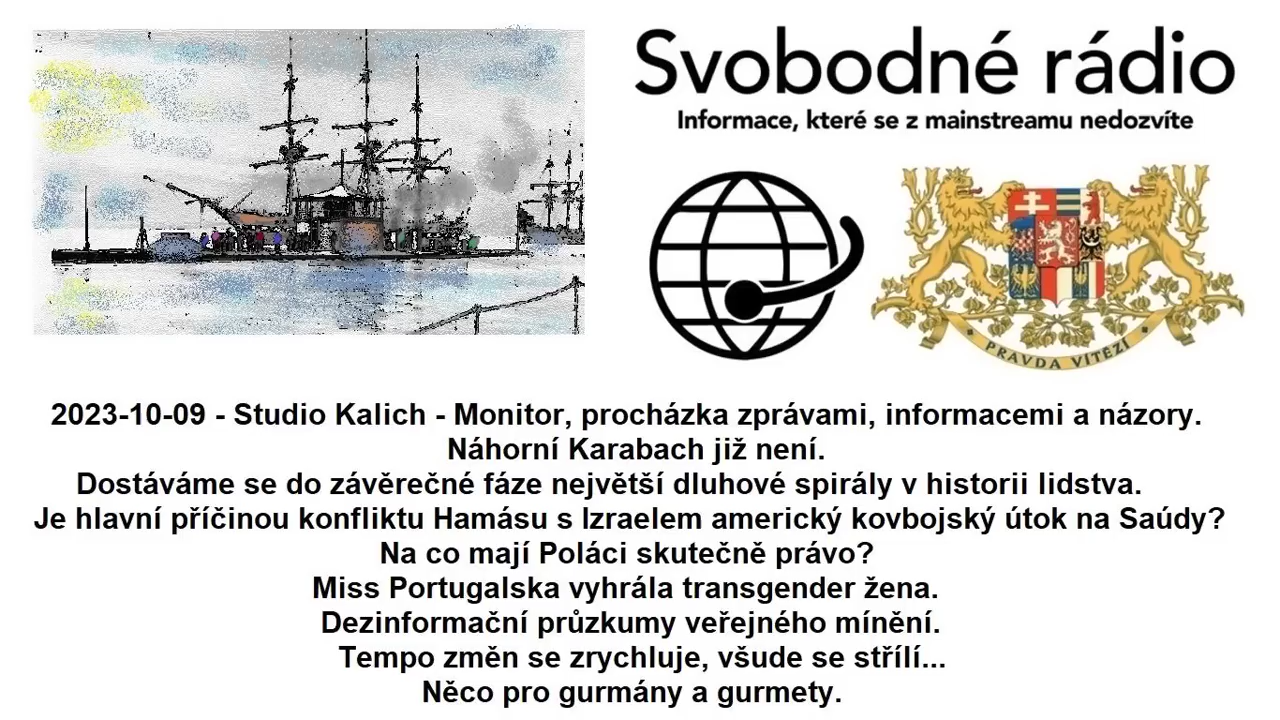 Svobodné rádio
Informace, které se z mainstreamu nedozvíte
PRAVDA VÍTĚZÍ
2023-10-09 - Studio Kalich - Monitor, procházka zprávami, informacemi a názory.
Náhorní Karabach již není.
Dostáváme se do závěrečné fáze největší dluhové spirály v historii lidstva.
Je hlavní příčinou konfliktu Hamásu s Izraelem americký kovbojský útok na Saúdy?
Na co mají Poláci skutečně právo?
Miss Portugalska vyhrála transgender žena.
Dezinformační průzkumy veřejného mínění.
Tempo změn se zrychluje, všude se střílí...
Něco pro gurmány a gurmety.